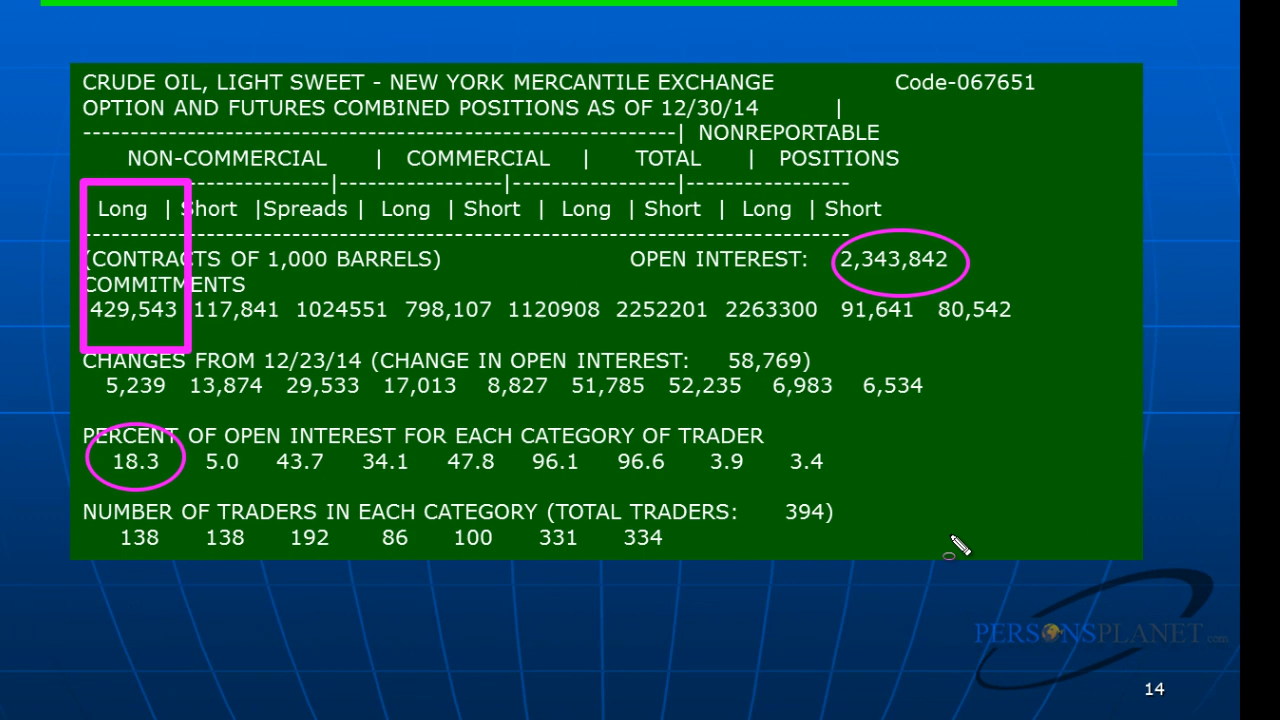 CRUDE OIL, LIGHT SWEET - NEW YORK MERCANTILE EXCHANGE Code-067651
OPTION AND FUTURES COMBINED POSITIONS AS OF 12/30/14 |
--------------------------------------------------------------| NONREPORTABLE
NON-COMMERCIAL | COMMERCIAL | TOTAL | POSITIONS
----------------|-----------------|-----------------|-----------------
Long | Short |Spreads | Long | Short | Long | Short | Long | Short
--------------------------------------------------------------------------------
(CONTRACTS OF 1,000 BARRELS) OPEN INTEREST: 2,343,842
COMMITMENTS
429,543 117,841 1024551 798,107 1120908 2252201 2263300 91,641 80,542
CHANGES FROM 12/23/14 (CHANGE IN OPEN INTEREST: 58,769)
5,239 13,874 29,533 17,013 8,827 51,785 52,235 6,983 6,534
PERCENT OF OPEN INTEREST FOR EACH CATEGORY OF TRADER
18.3 5.0 43.7 34.1 47.8 96.1 96.6 3.9 3.4
NUMBER OF TRADERS IN EACH CATEGORY (TOTAL TRADERS: 394)
138 138 192 86 100 331 334
PERSONSPLANET.com
14